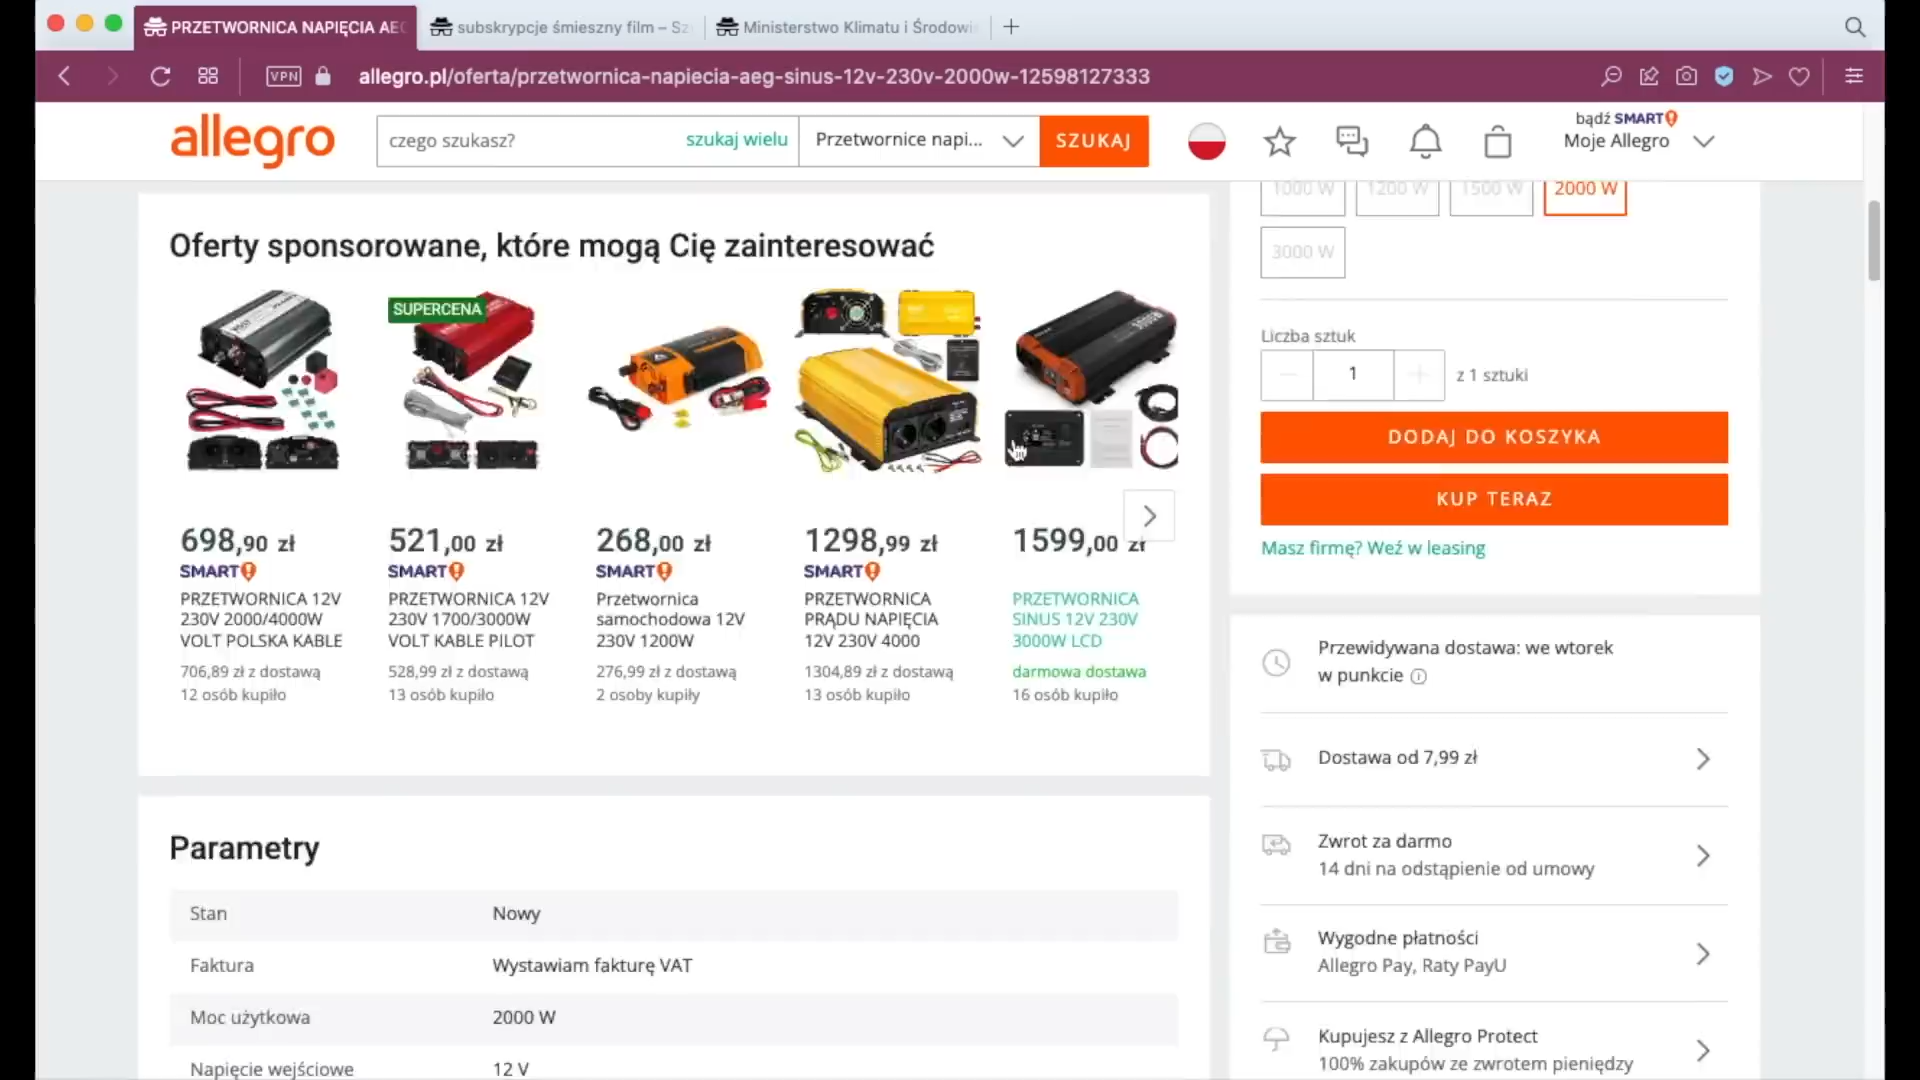 PRZETWORNICA NAPIĘCIA AEG
subskrypcje śmieszny film – Sz
Ministerstwo Klimatu i Środowis
VPN
allegro.pl/oferta/przetwornica-napiecia-aeg-sinus-12v-230v-2000w-12598127333
allegro
czego szukasz?
szukaj wielu
Przetwornice napi...
SZUKAJ
bądź SMART!
Moje Allegro
1000 W
1200 W
1500 W
2000 W
3000 W
Oferty sponsorowane, które mogą Cię zainteresować
SUPERCENA
698,90 zł
SMART!
PRZETWORNICA 12V
230V 2000/4000W
VOLT POLSKA KABLE
706,89 zł z dostawą
12 osób kupiło
521,00 zł
SMART!
PRZETWORNICA 12V
230V 1700/3000W
VOLT KABLE PILOT
528,99 zł z dostawą
13 osób kupiło
268,00 zł
SMART!
Przetwornica
samochodowa 12V
230V 1200W
276,99 zł z dostawą
2 osoby kupiły
1298,99 zł
SMART!
PRZETWORNICA
PRĄDU NAPIĘCIA
12V 230V 4000
1304,89 zł z dostawą
13 osób kupiło
1599,00 zł
PRZETWORNICA
SINUS 12V 230V
3000W LCD
darmowa dostawa
16 osób kupiło
Liczba sztuk
1
z 1 sztuki
DODAJ DO KOSZYKA
KUP TERAZ
Masz firmę? Weź w leasing
Przewidywana dostawa: we wtorek
w punkcie
Dostawa od 7,99 zł
Zwrot za darmo
14 dni na odstąpienie od umowy
Wygodne płatności
Allegro Pay, Raty PayU
Kupujesz z Allegro Protect
100% zakupów ze zwrotem pieniędzy
Parametry
Stan
Nowy
Faktura
Wystawiam fakturę VAT
Moc użytkowa
2000 W
Napięcie wejściowe
12 V